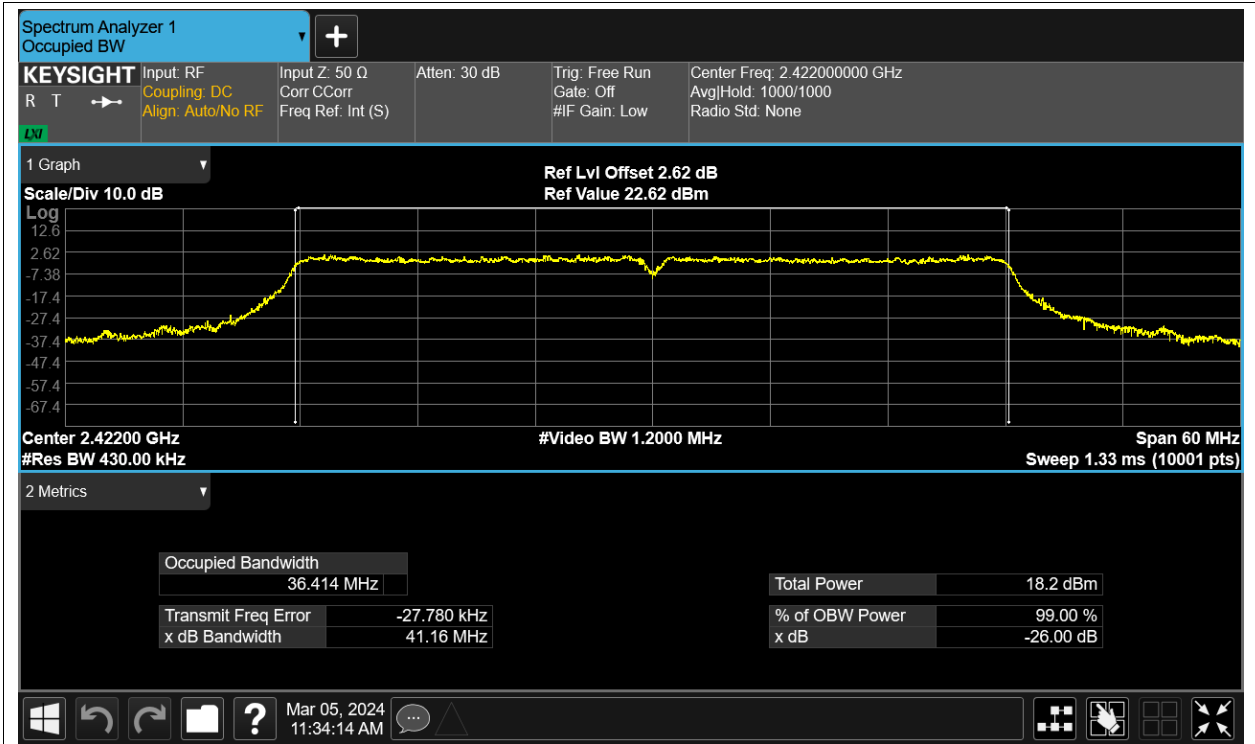 Spectrum Analyzer 1
Occupied BW
KEYSIGHT
R T
LXI
Input: RF
Coupling: DC
Align: Auto/No RF
Input Z: 50 Ω
Corr CCorr
Freq Ref: Int (S)
Atten: 30 dB
Trig: Free Run
Gate: Off
#IF Gain: Low
Center Freq: 2.422000000 GHz
Avg|Hold: 1000/1000
Radio Std: None
1 Graph
Scale/Div 10.0 dB
Ref Lvl Offset 2.62 dB
Ref Value 22.62 dBm
Log
12.6
2.62
-7.38
-17.4
-27.4
-37.4
-47.4
-57.4
-67.4
Center 2.42200 GHz
#Video BW 1.2000 MHz
Span 60 MHz
#Res BW 430.00 kHz
Sweep 1.33 ms (10001 pts)
2 Metrics
Occupied Bandwidth
36.414 MHz
Total Power 18.2 dBm
Transmit Freq Error -27.780 kHz
% of OBW Power 99.00 %
x dB Bandwidth 41.16 MHz
x dB -26.00 dB
?
Mar 05, 2024
11:34:14 AM